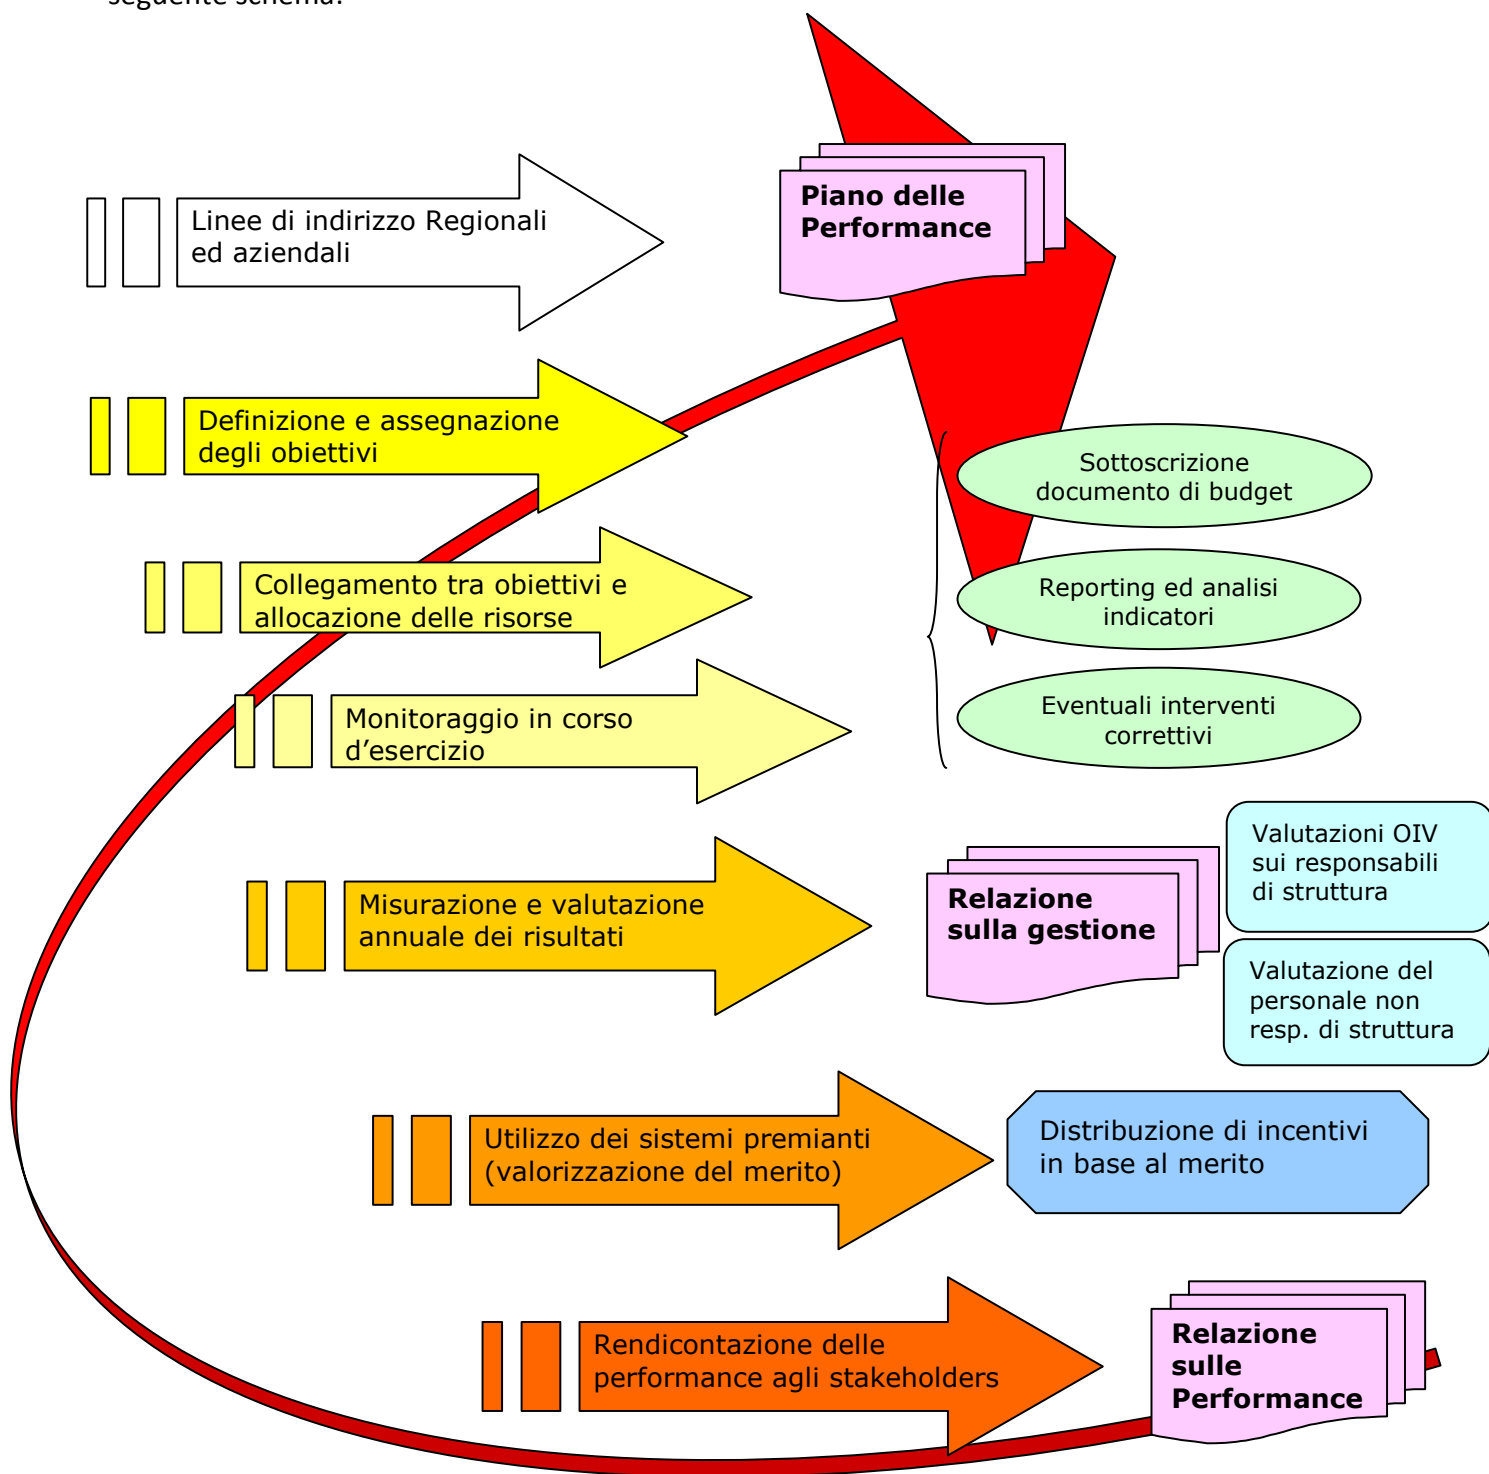 seguente schema:
Linee di indirizzo Regionali
ed aziendali
Piano delle
Performance
Definizione e assegnazione
degli obiettivi
Sottoscrizione
documento di budget
Collegamento tra obiettivi e
allocazione delle risorse
Reporting ed analisi
indicatori
Monitoraggio in corso
d’esercizio
Eventuali interventi
correttivi
Misurazione e valutazione
annuale dei risultati
Relazione
sulla gestione
Valutazioni OIV
sui responsabili
di struttura
Valutazione del
personale non
resp. di struttura
Utilizzo dei sistemi premianti
(valorizzazione del merito)
Distribuzione di incentivi
in base al merito
Rendicontazione delle
performance agli stakeholders
Relazione
sulle
Performance